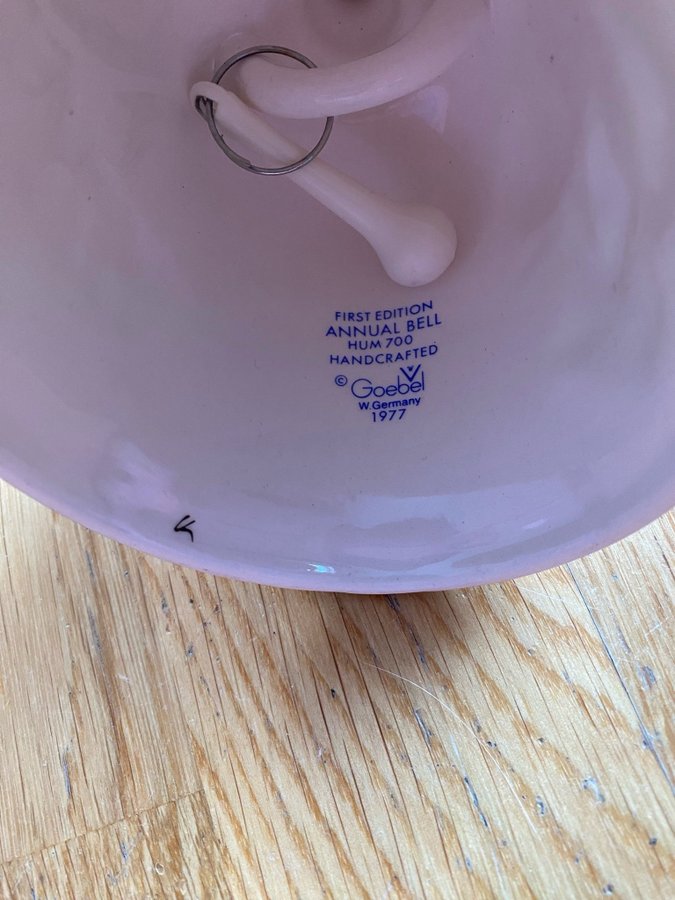 FIRST EDITION
ANNUAL BELL
HUM 700
HANDCRAFTED
© Goebel
W. Germany
1977